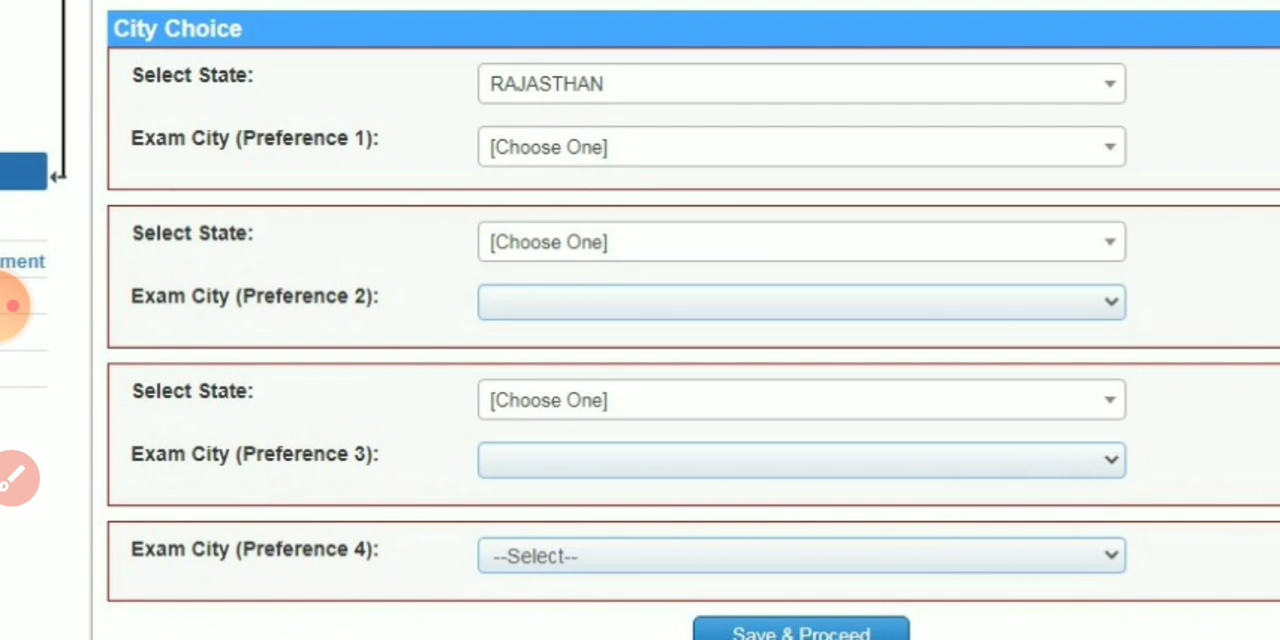 City Choice
Select State: RAJASTHAN
Exam City (Preference 1): [Choose One]
Select State: [Choose One]
ment
Exam City (Preference 2):
Select State: [Choose One]
Exam City (Preference 3):
Exam City (Preference 4): --Select--
Save & Proceed